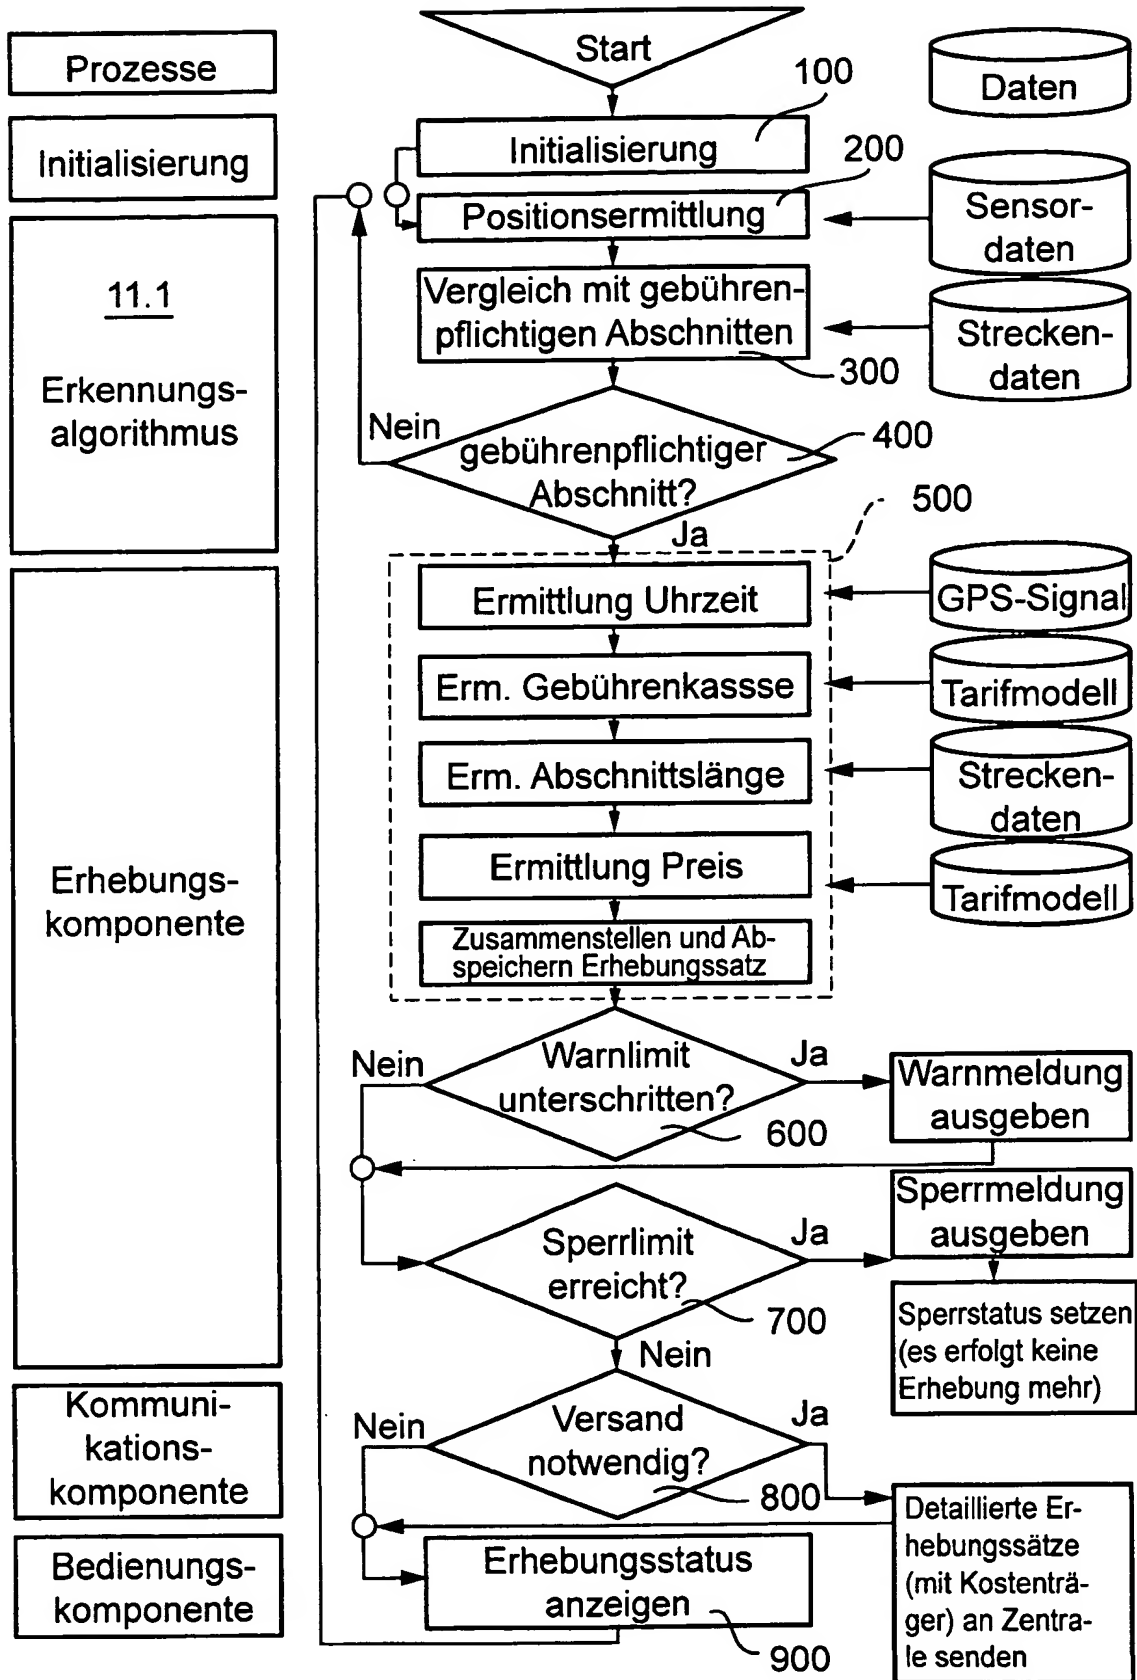 Start
Prozesse
Daten
100
Initialisierung
Initialisierung
200
Positionsermittlung
Sensor-
daten
11.1
Erkennungs-
algorithmus
Vergleich mit gebühren-
pflichtigen Abschnitten
300
Strecken-
daten
Nein
gebührenpflichtiger
Abschnitt?
400
Ja
500
Ermittlung Uhrzeit
GPS-Signal
Erm. Gebührenkassse
Tarifmodell
Erm. Abschnittslänge
Strecken-
daten
Erhebungs-
komponente
Ermittlung Preis
Tarifmodell
Zusammenstellen und Ab-
speichern Erhebungssatz
Nein
Warnlimit
unterschritten?
Ja
600
Warnmeldung
ausgeben
Sperrlimit
erreicht?
Ja
700
Sperrmeldung
ausgeben
Sperrstatus setzen
(es erfolgt keine
Erhebung mehr)
Nein
Kommuni-
kations-
komponente
Nein
Versand
notwendig?
Ja
800
Detaillierte Er-
hebungssätze
(mit Kostenträ-
ger) an Zentra-
le senden
Bedienungs-
komponente
Erhebungsstatus
anzeigen
900